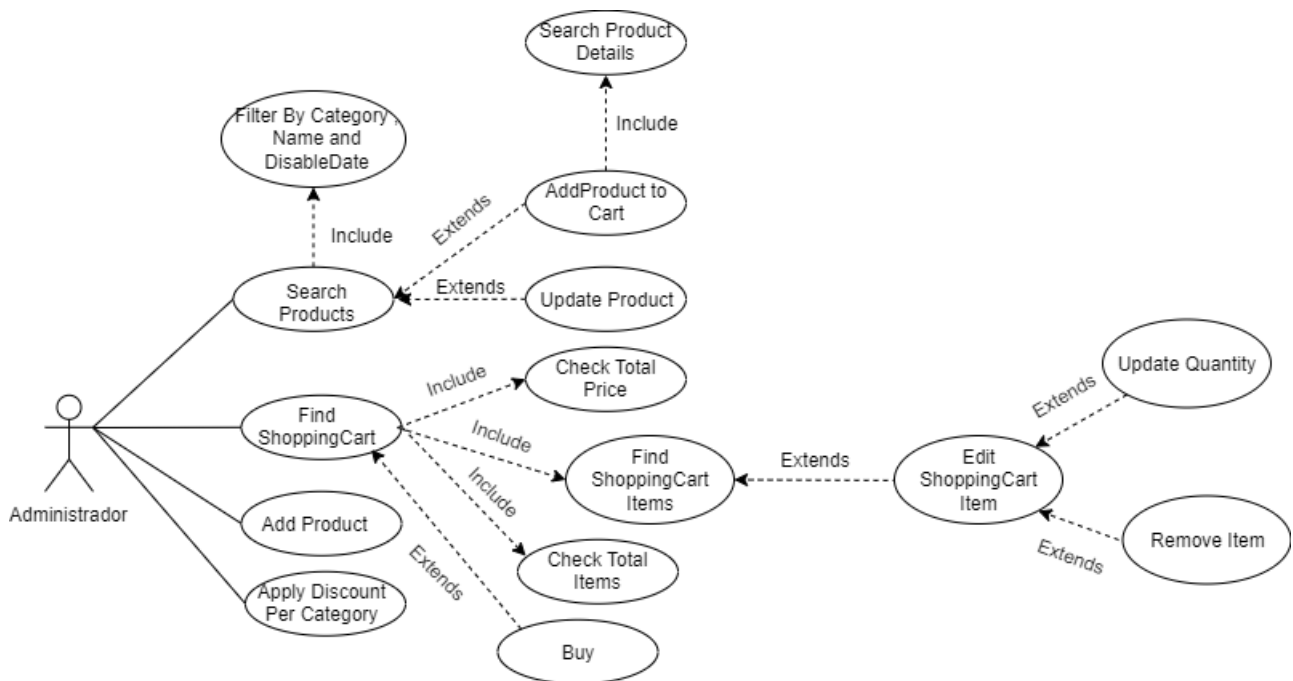 Search Product
Details
Filter By Category ,
Name and
DisableDate
Include
AddProduct to
Cart
Include
Extends
Search
Products
Extends
Update Product
Check Total
Price
Update Quantity
Include
Extends
Find
ShoppingCart
Include
Find
ShoppingCart
Items
Extends
Edit
ShoppingCart
Item
Include
Administrador
Add Product
Remove Item
Extends
Extends
Check Total
Items
Apply Discount
Per Category
Buy